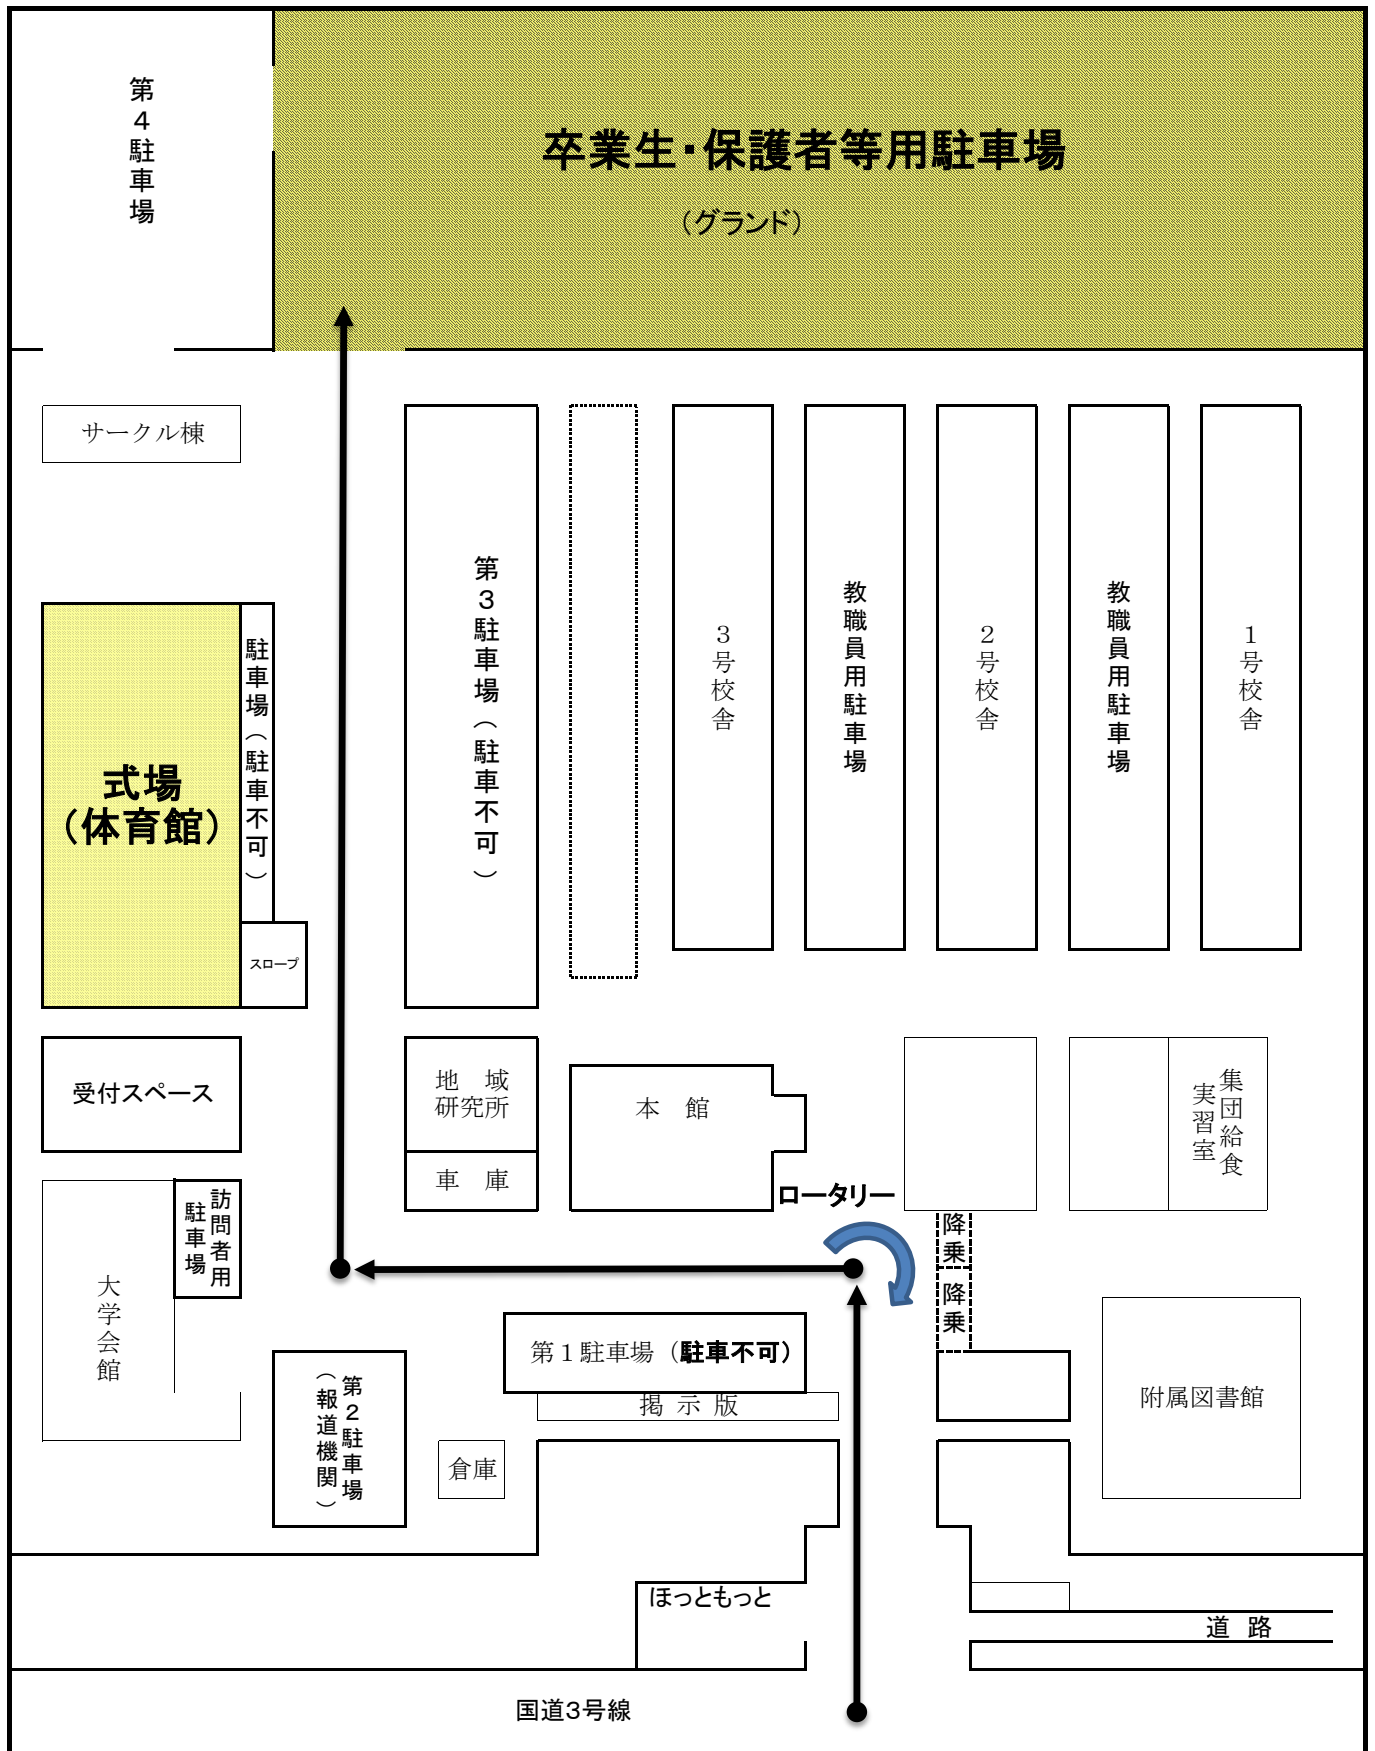 第４駐車場
卒業生・保護者等用駐車場
（グランド）
サークル棟
第３駐車場（駐車不可）
３号校舎
教職員用駐車場
２号校舎
教職員用駐車場
１号校舎
駐車場（駐車不可）
式場
（体育館）
スロープ
受付スペース
地　域
研究所
車　庫
本　館
集団給食
実習室
ロータリー
訪問者用
駐車場
降乗
降乗
大学会館
第１駐車場（駐車不可）
掲 示 版
第２駐車場
（報道機関）
倉庫
附属図書館
ほっともっと
道　路
国道３号線